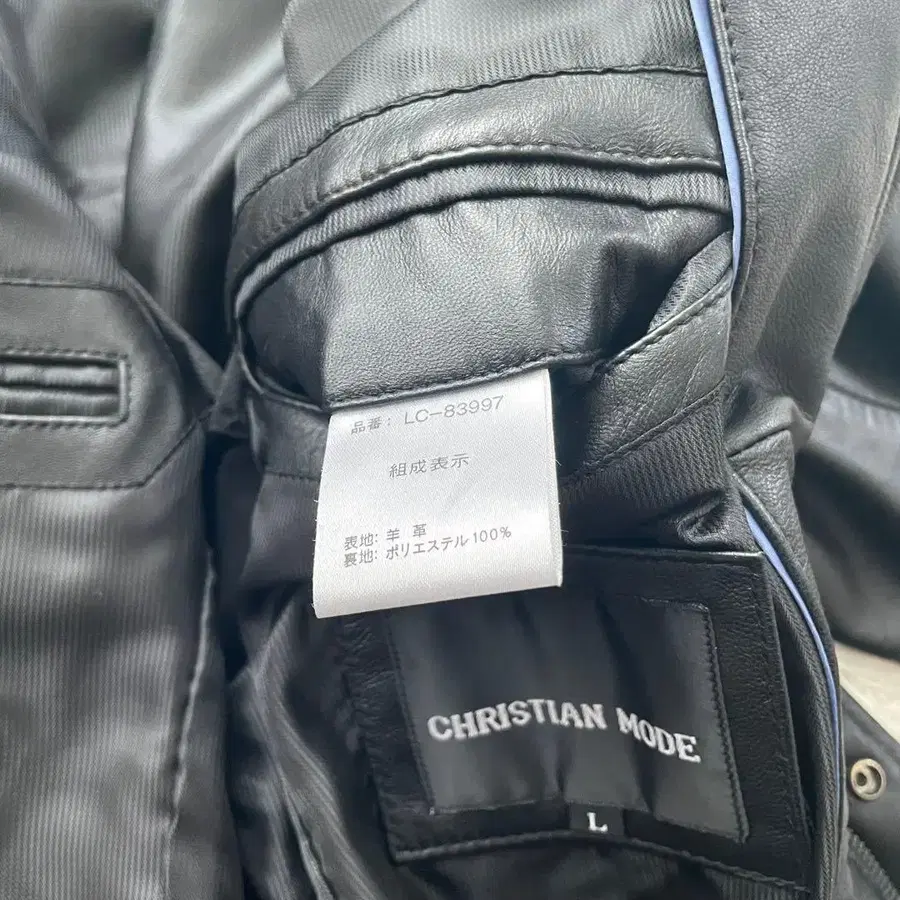 品番: LC-83997
組成表示
表地: 羊 革
裏地: ポリエステル100%
CHRISTIAN MODE
L